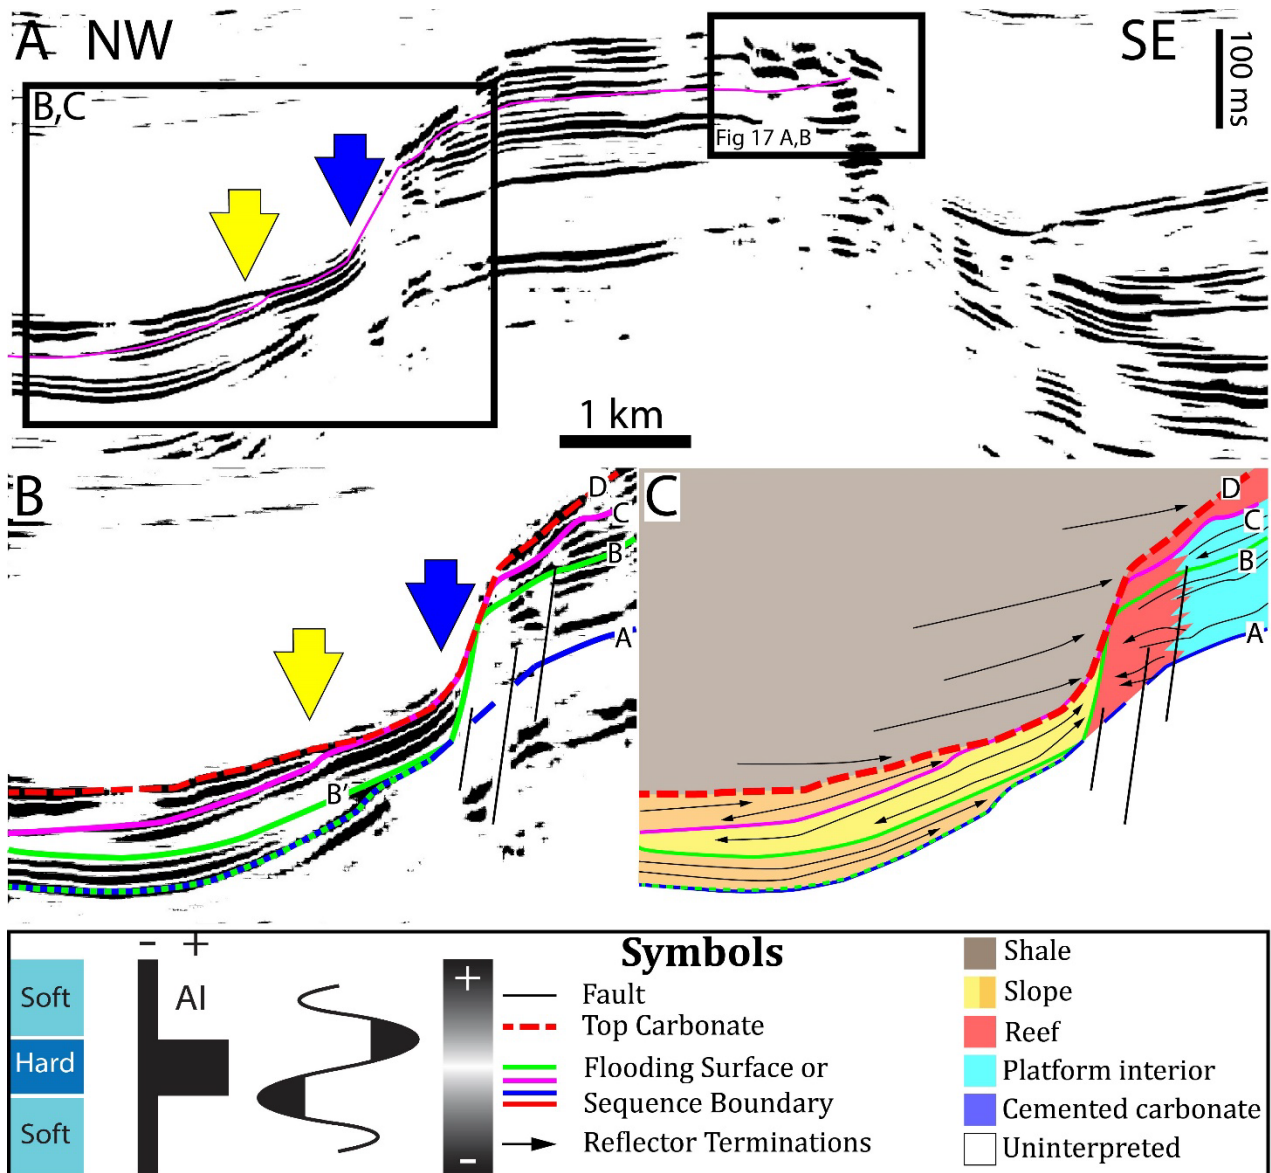 A NW
SE
100 ms
B,C
Fig 17 A,B
1 km
B
D
C
B
A
B'
C
D
C
B
A
- +
Symbols
Soft
AI
Hard
Soft
+
-
Fault
Top Carbonate
Flooding Surface or
Sequence Boundary
Reflector Terminations
Shale
Slope
Reef
Platform interior
Cemented carbonate
Uninterpreted